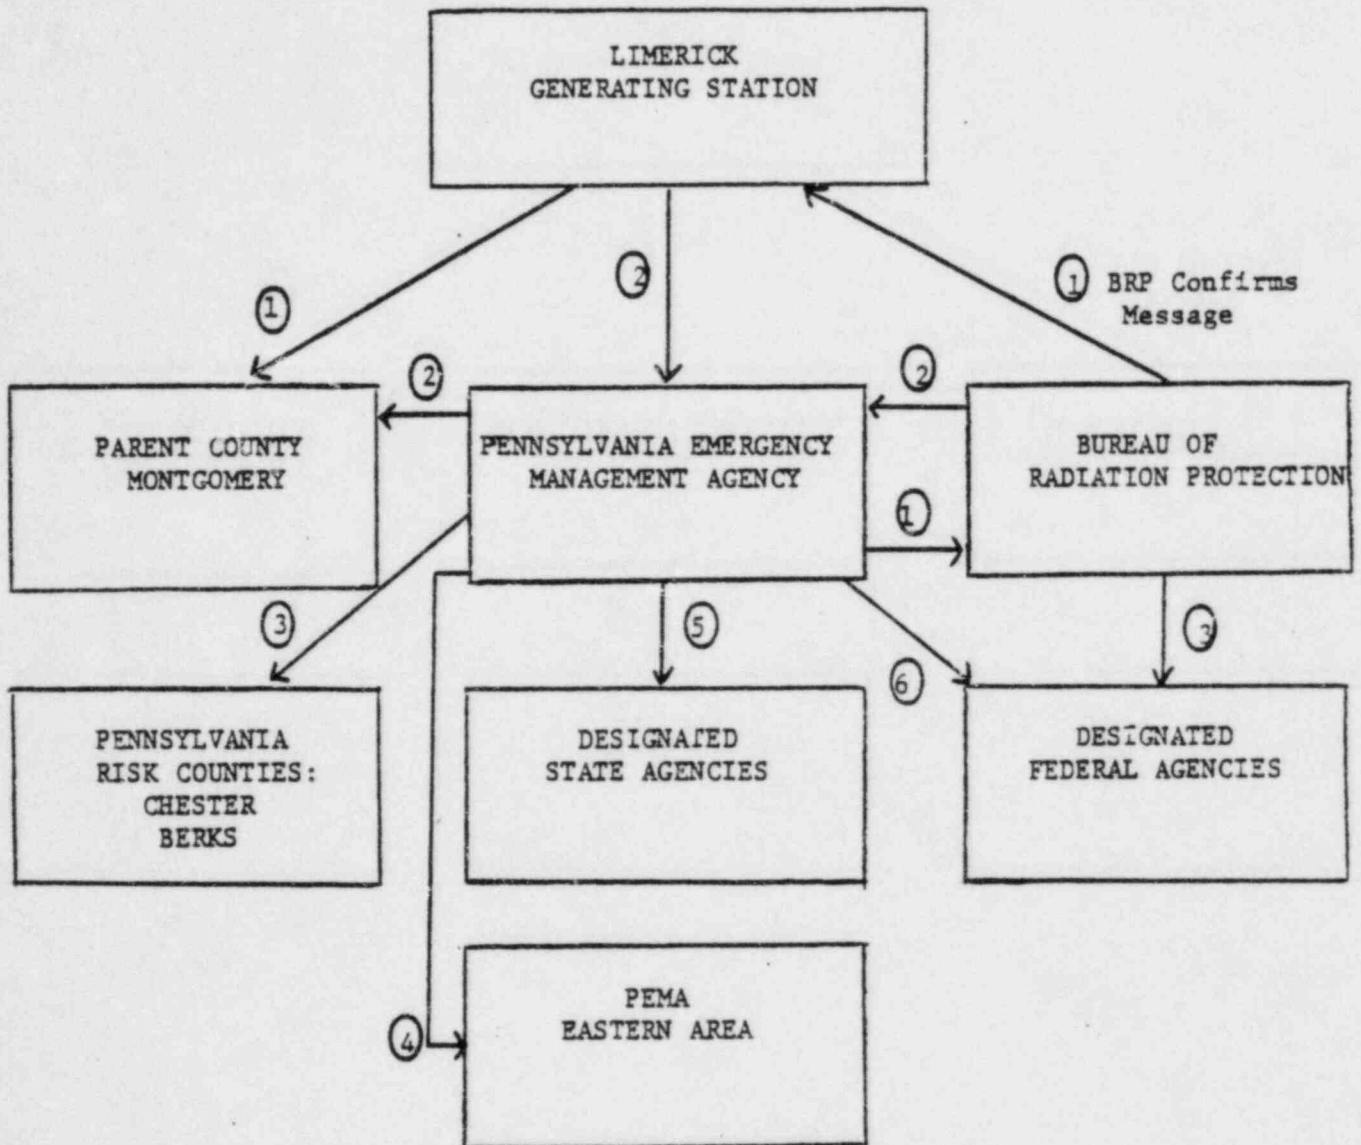 LIMERICK
GENERATING STATION
1
2
1 BRP Confirms
Message
2
2
PARENT COUNTY
MONTGOMERY
PENNSYLVANIA EMERGENCY
MANAGEMENT AGENCY
BUREAU OF
RADIATION PROTECTION
1
3
5
6
3
PENNSYLVANIA
RISK COUNTIES:
CHESTER
BERKS
DESIGNATED
STATE AGENCIES
DESIGNATED
FEDERAL AGENCIES
4
PEMA
EASTERN AREA